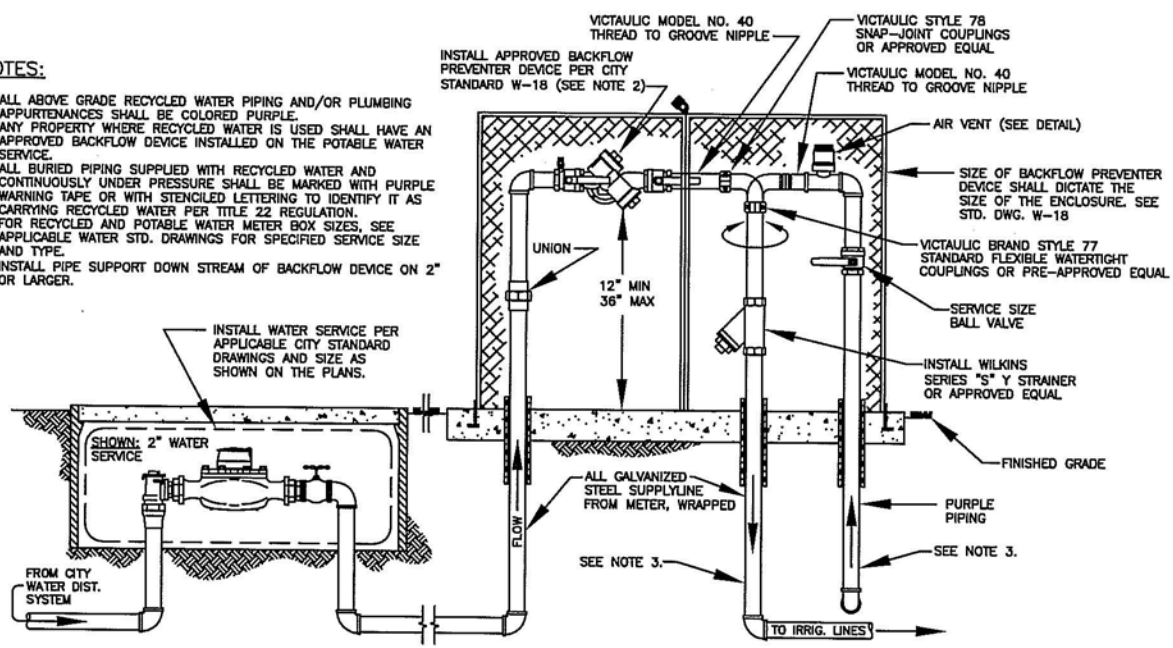 OTES:
ALL ABOVE GRADE RECYCLED WATER PIPING AND/OR PLUMBING
APPURTENANCES SHALL BE COLORED PURPLE.
ANY PROPERTY WHERE RECYCLED WATER IS USED SHALL HAVE AN
APPROVED BACKFLOW DEVICE INSTALLED ON THE POTABLE WATER
SERVICE.
ALL BURIED PIPING SUPPLIED WITH RECYCLED WATER AND
CONTINUOUSLY UNDER PRESSURE SHALL BE MARKED WITH PURPLE
WARNING TAPE OR WITH STENCILED LETTERING TO IDENTIFY IT AS
CARRYING RECYCLED WATER PER TITLE 22 REGULATION.
FOR RECYCLED AND POTABLE WATER METER BOX SIZES, SEE
APPLICABLE WATER STD. DRAWINGS FOR SPECIFIED SERVICE SIZE
AND TYPE.
INSTALL PIPE SUPPORT DOWN STREAM OF BACKFLOW DEVICE ON 2"
OR LARGER.
INSTALL APPROVED BACKFLOW
PREVENTER DEVICE PER CITY
STANDARD W-18 (SEE NOTE 2)
VICTAULIC MODEL NO. 40
THREAD TO GROOVE NIPPLE
VICTAULIC STYLE 78
SNAP-JOINT COUPLINGS
OR APPROVED EQUAL
VICTAULIC MODEL NO. 40
THREAD TO GROOVE NIPPLE
AIR VENT (SEE DETAIL)
SIZE OF BACKFLOW PREVENTER
DEVICE SHALL DICTATE THE
SIZE OF THE ENCLOSURE. SEE
STD. DWG. W-18
VICTAULIC BRAND STYLE 77
STANDARD FLEXIBLE WATERTIGHT
COUPLINGS OR PRE-APPROVED EQUAL
UNION
12" MIN
36" MAX
SERVICE SIZE
BALL VALVE
INSTALL WATER SERVICE PER
APPLICABLE CITY STANDARD
DRAWINGS AND SIZE AS
SHOWN ON THE PLANS.
INSTALL WILKINS
SERIES "S" Y STRAINER
OR APPROVED EQUAL
SHOWN: 2" WATER
SERVICE
FINISHED GRADE
ALL GALVANIZED
STEEL SUPPLYLINE
FROM METER, WRAPPED
PURPLE
PIPING
FLOW
SEE NOTE 3.
SEE NOTE 3.
FROM CITY
WATER DIST.
SYSTEM
TO IRRIG. LINES